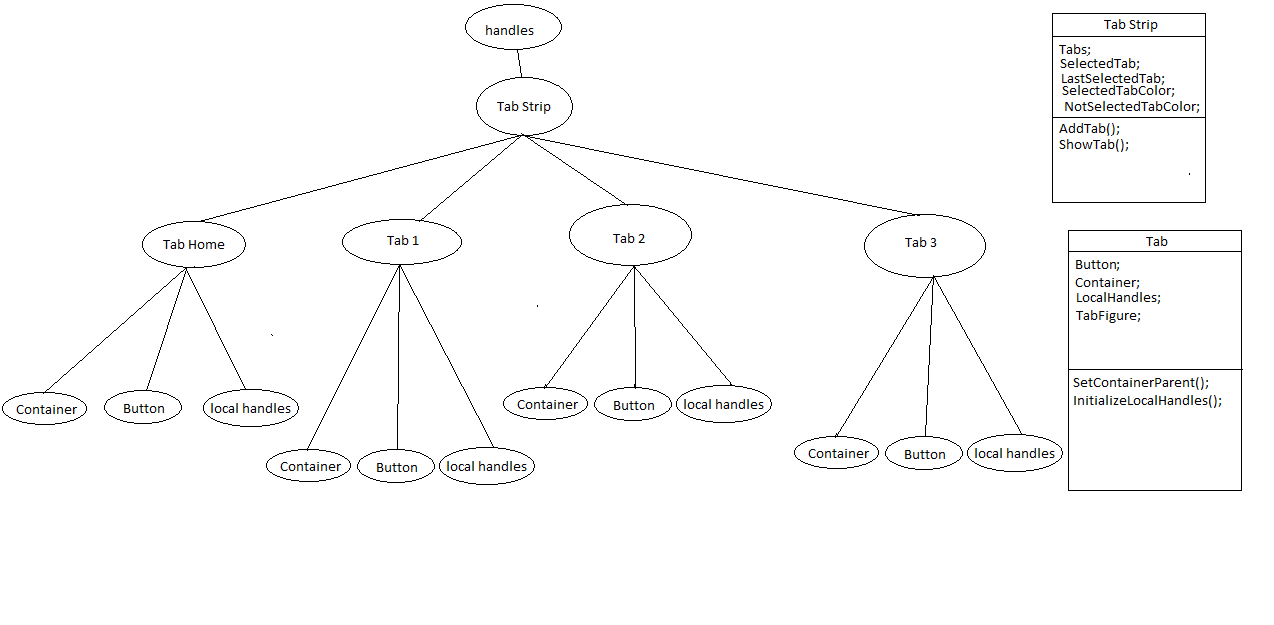 handles
Tab Strip
Tab Home
Tab 1
Tab 2
Tab 3
Container
Button
local handles
Container
Button
local handles
Container
Button
local handles
Container
Button
local handles
Tab Strip
Tabs;
SelectedTab;
LastSelectedTab;
SelectedTabColor;
NotSelectedTabColor;
AddTab();
ShowTab();
Tab
Button;
Container;
LocalHandles;
TabFigure;
SetContainerParent();
InitializeLocalHandles();